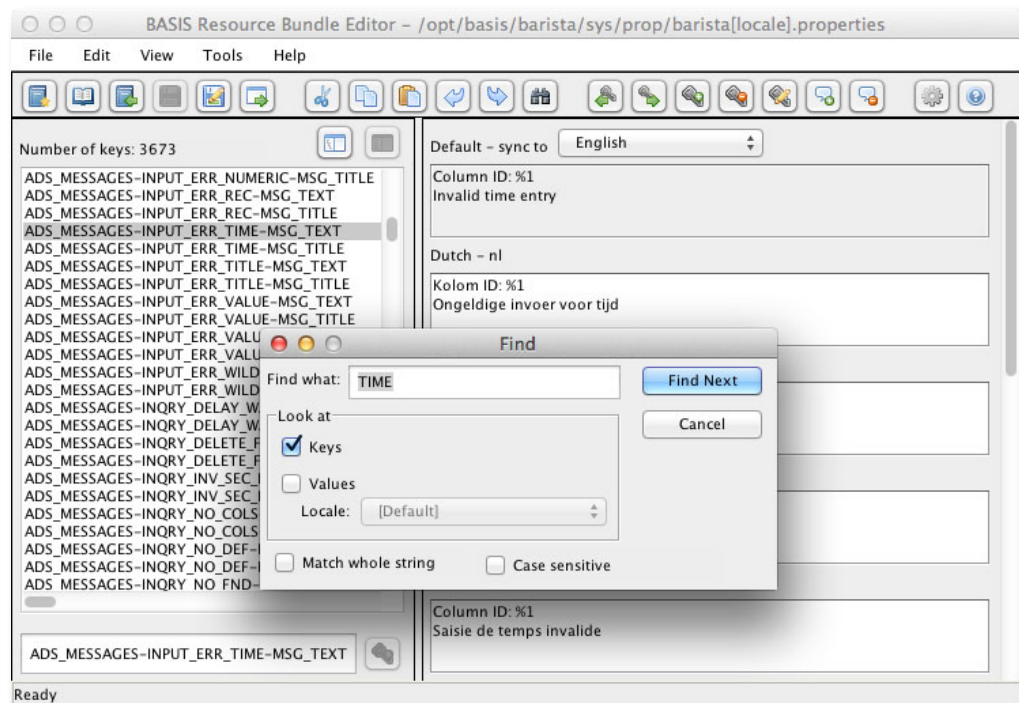 BASIS Resource Bundle Editor – /opt/basis/barista/sys/prop/barista[locale].properties
File Edit View Tools Help
Number of keys: 3673
ADS_MESSAGES-INPUT_ERR_NUMERIC-MSG_TITLE
ADS_MESSAGES-INPUT_ERR_REC-MSG_TEXT
ADS_MESSAGES-INPUT_ERR_REC-MSG_TITLE
ADS_MESSAGES-INPUT_ERR_TIME-MSG_TEXT
ADS_MESSAGES-INPUT_ERR_TIME-MSG_TITLE
ADS_MESSAGES-INPUT_ERR_TITLE-MSG_TEXT
ADS_MESSAGES-INPUT_ERR_TITLE-MSG_TITLE
ADS_MESSAGES-INPUT_ERR_VALUE-MSG_TEXT
ADS_MESSAGES-INPUT_ERR_VALUE-MSG_TITLE
ADS_MESSAGES-INPUT_ERR_VALU
ADS_MESSAGES-INPUT_ERR_VALU
ADS_MESSAGES-INPUT_ERR_WILD
ADS_MESSAGES-INPUT_ERR_WILD
ADS_MESSAGES-INQRY_DELAY_W
ADS_MESSAGES-INQRY_DELAY_W
ADS_MESSAGES-INQRY_DELETE_F
ADS_MESSAGES-INQRY_DELETE_F
ADS_MESSAGES-INQRY_INV_SEC_
ADS_MESSAGES-INQRY_INV_SEC_
ADS_MESSAGES-INQRY_NO_COLS
ADS_MESSAGES-INQRY_NO_COLS
ADS_MESSAGES-INQRY_NO_DEF-
ADS_MESSAGES-INQRY_NO_DEF-
ADS_MESSAGES-INQRY_NO_FND-
ADS_MESSAGES-INPUT_ERR_TIME-MSG_TEXT
Default – sync to English
Column ID: %1
Invalid time entry
Dutch – nl
Kolom ID: %1
Ongeldige invoer voor tijd
Find
Find what: TIME
Find Next
Look at
Cancel
Keys
Values
Locale: [Default]
Match whole string Case sensitive
Column ID: %1
Saisie de temps invalide
Ready